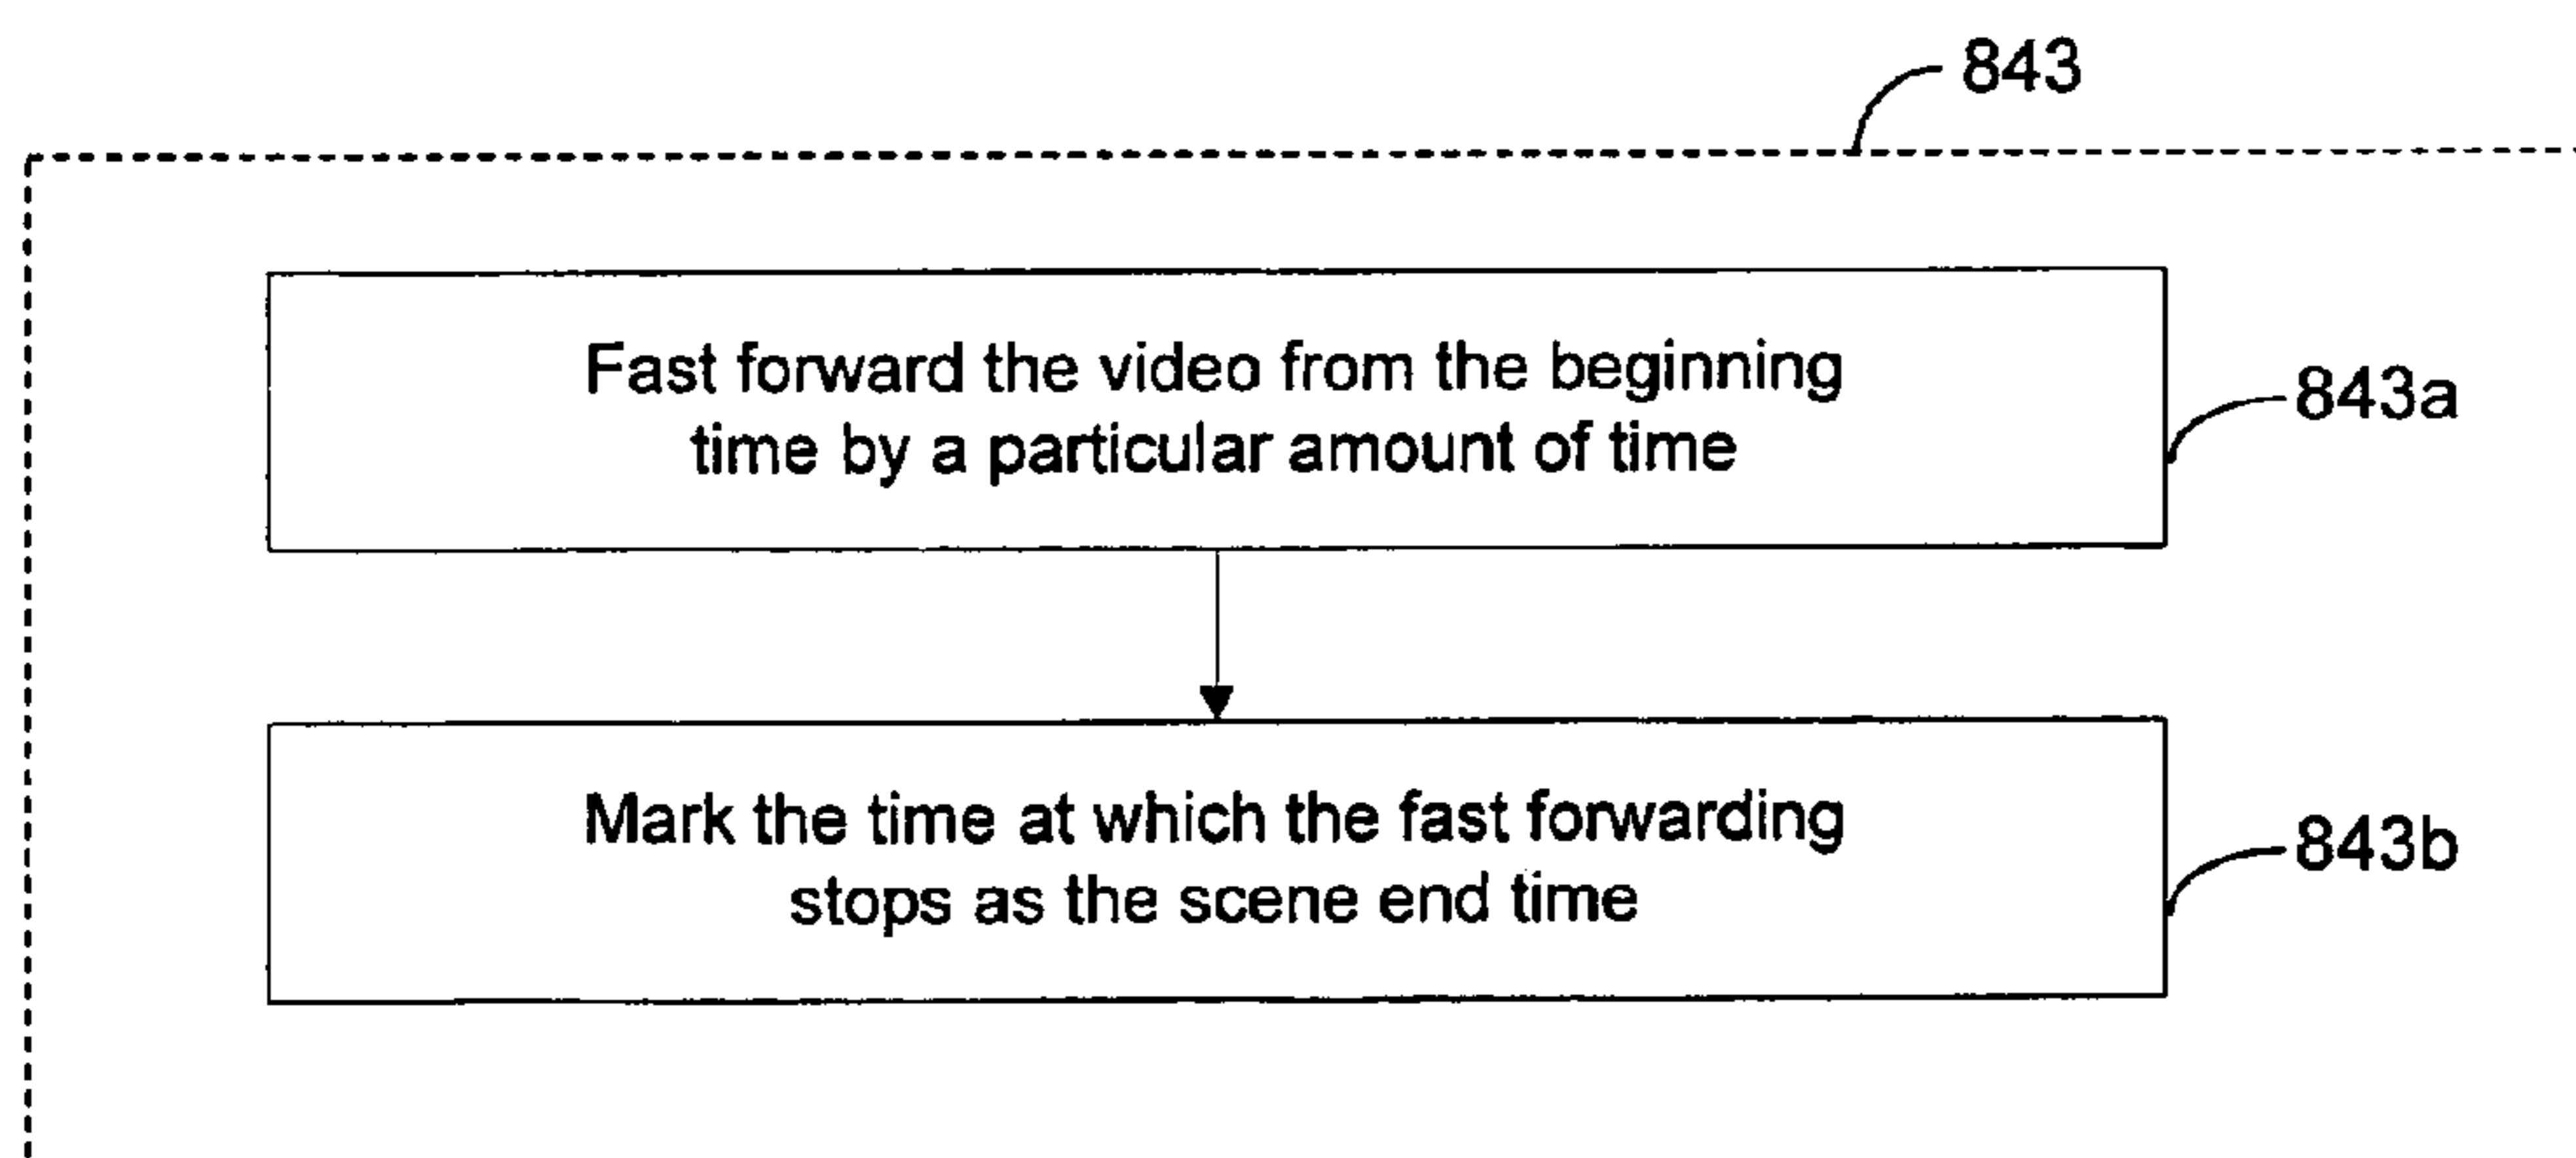 843
Fast forward the video from the beginning
time by a particular amount of time
843a
Mark the time at which the fast forwarding
stops as the scene end time
843b